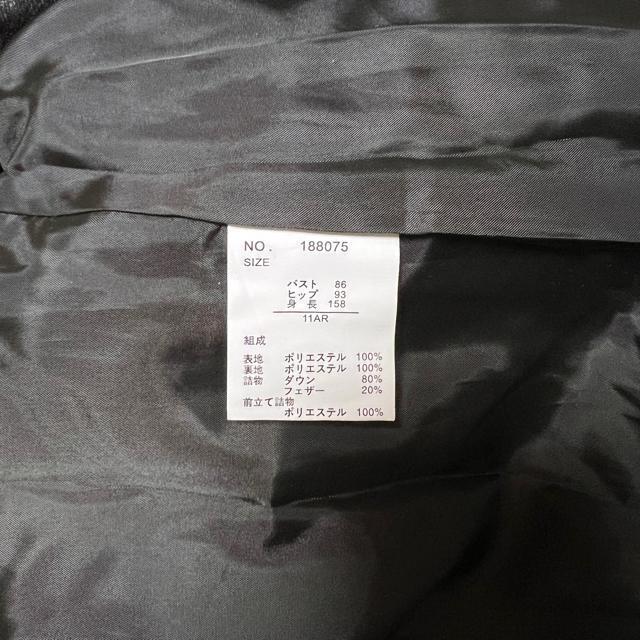 NO. 188075
SIZE
バスト 86
ヒップ 93
身長 158
11AR
組成
表地 ポリエステル 100%
裏地 ポリエステル 100%
詰物 ダウン 80%
フェザー 20%
前立て詰物
ポリエステル 100%